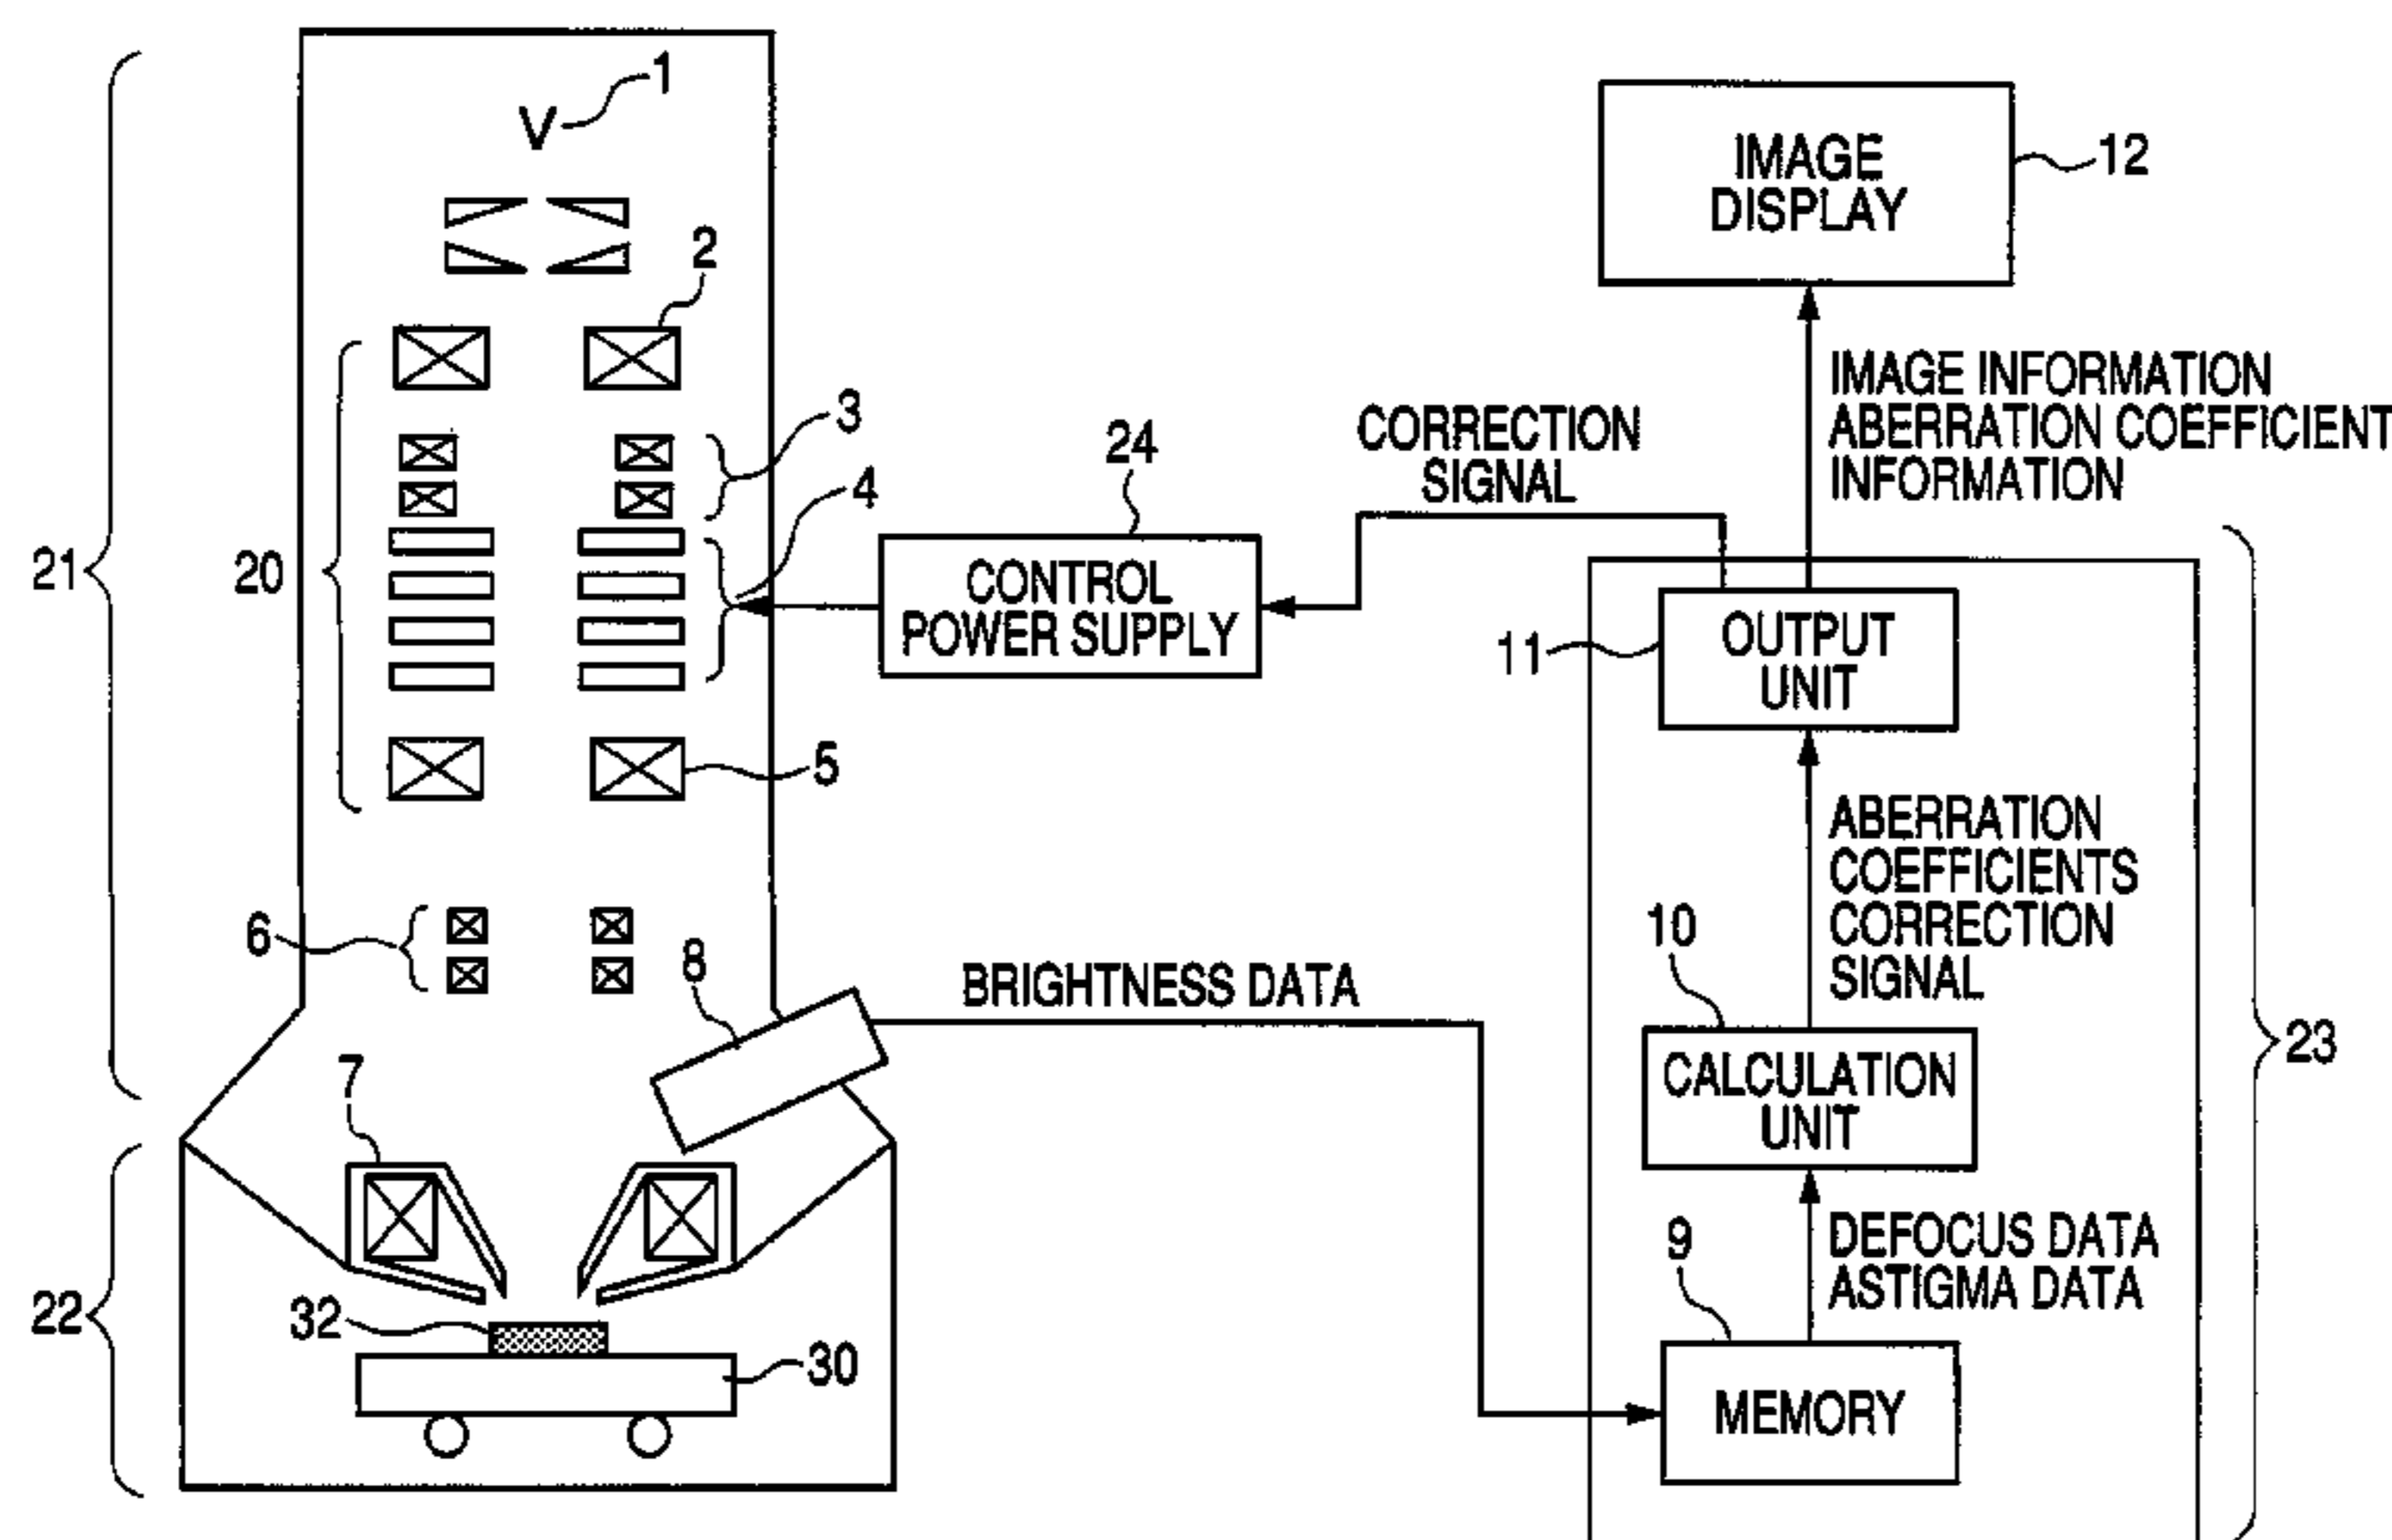 1
V
2
3
4
20
21
5
6
8
7
22
32
30
24
CONTROL
POWER SUPPLY
CORRECTION
SIGNAL
BRIGHTNESS DATA
IMAGE
DISPLAY
12
IMAGE INFORMATION
ABERRATION COEFFICIENT
INFORMATION
11
OUTPUT
UNIT
ABERRATION
COEFFICIENTS
CORRECTION
SIGNAL
10
CALCULATION
UNIT
23
DEFOCUS DATA
ASTIGMA DATA
9
MEMORY